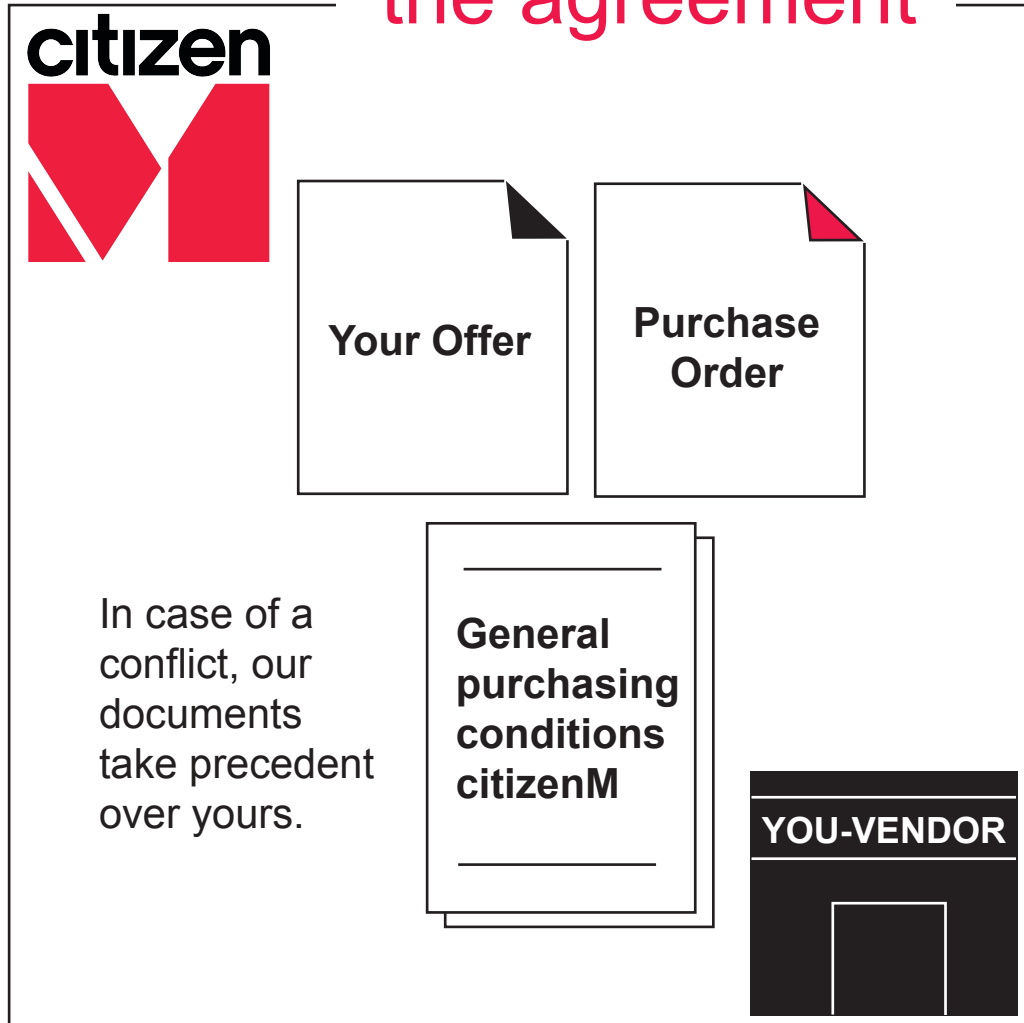 the agreement
citizen
M
Your Offer
Purchase
Order
In case of a
conflict, our
documents
take precedent
over yours.
General
purchasing
conditions
citizenM
YOU-VENDOR